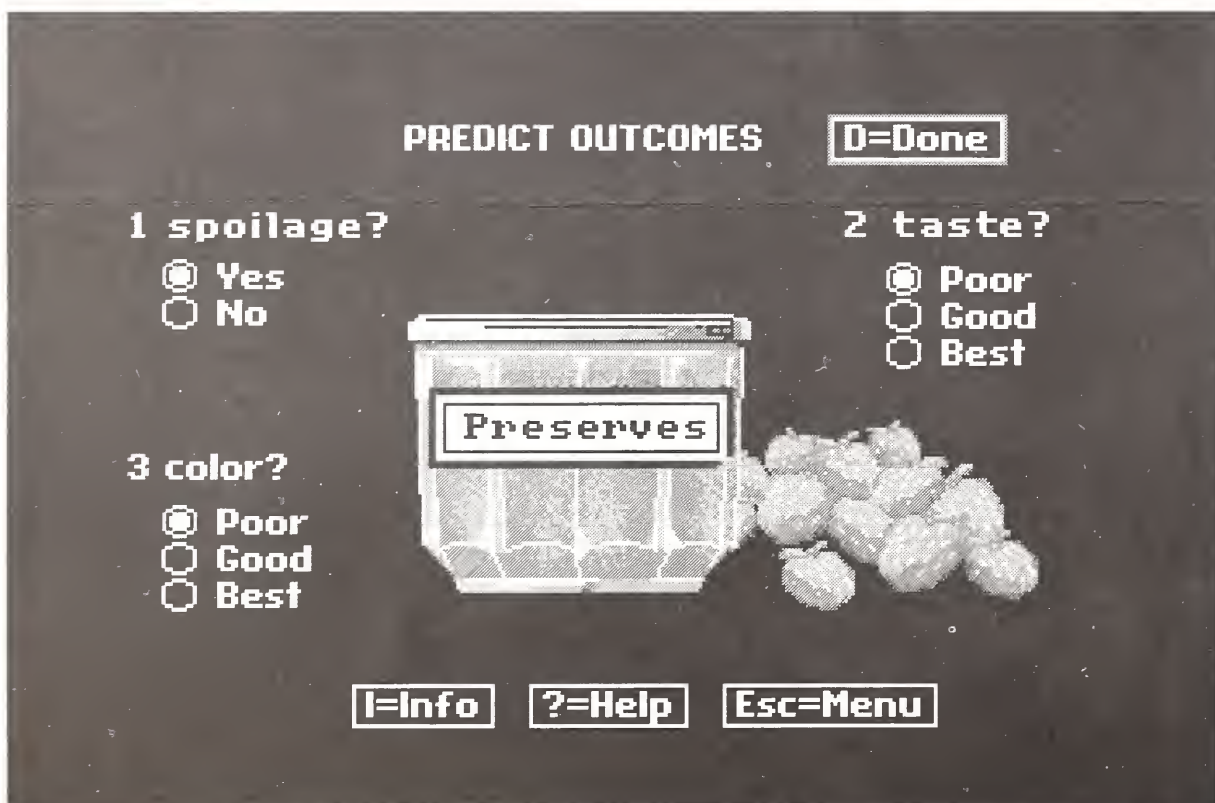 PREDICT OUTCOMES
D=Done
1 spoilage?
Yes
No
2 taste?
Poor
Good
Best
Preserves
3 color?
Poor
Good
Best
I=Info
?=Help
Esc=Menu